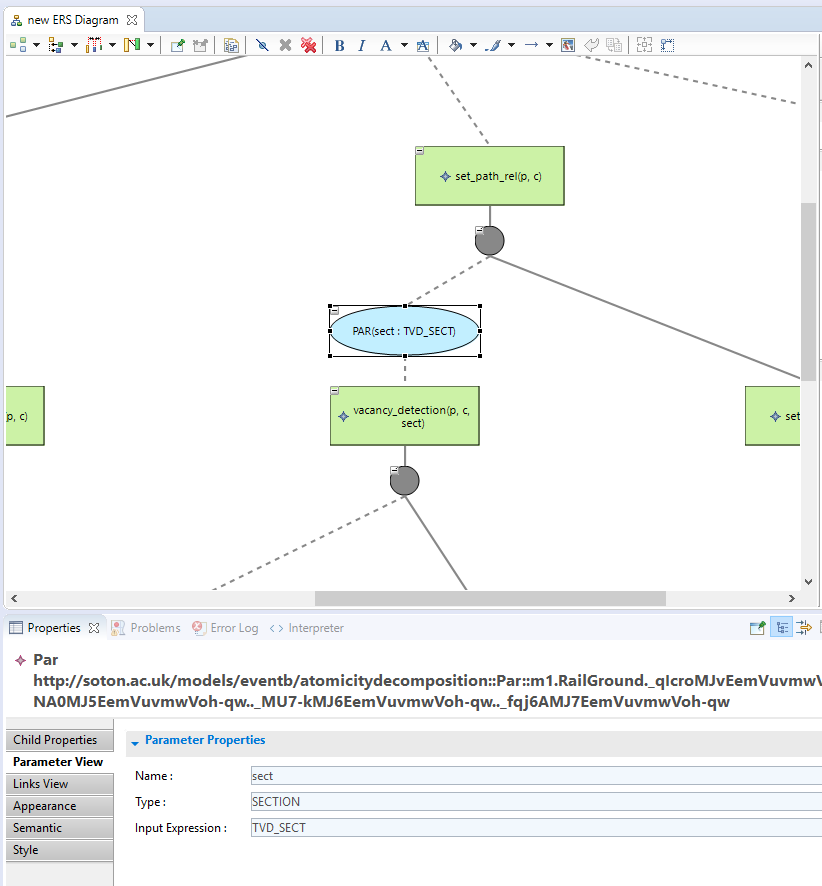 new ERS Diagram
B I A A
set_path_rel(p, c)
PAR(sect : TVD_SECT)
p, c)
vacancy_detection(p, c,
sect)
set
Properties Problems Error Log Interpreter
Par
http://soton.ac.uk/models/eventb/atomicitydecomposition::Par::m1.RailGround._qIcroMJvEemVuvmwV
NA0MJ5EemVuvmwVoh-qw.._MU7-kMJ6EemVuvmwVoh-qw.._fqj6AMJ7EemVuvmwVoh-qw
Child Properties
Parameter Properties
Parameter View
Name : sect
Links View
Type : SECTION
Appearance
Input Expression : TVD_SECT
Semantic
Style